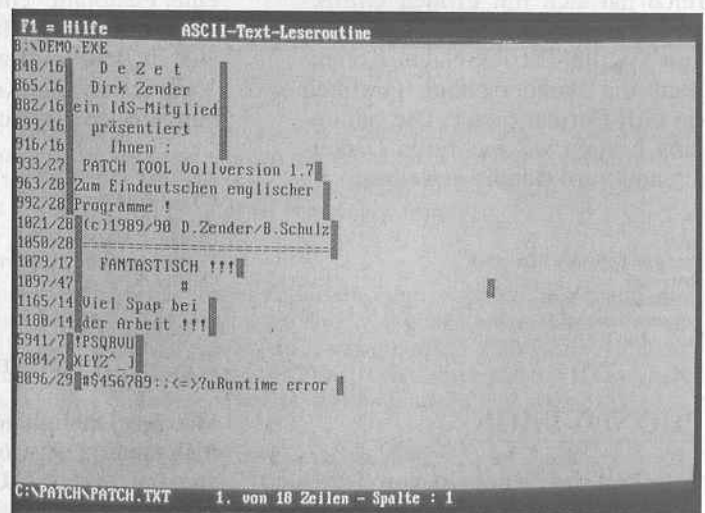 F1 = Hilfe ASCII-Text-Leseroutine
B:\DEMO.EXE
848/16 D e Z e t
865/16 Dirk Zender
882/16 ein IdS-Mitglied
899/16 präsentiert
916/16 Ihnen :
933/27 PATCH TOOL Vollversion 1.7
963/28 Zum Eindeutschen englischer
992/28 Programme !
1021/28 (c)1989/90 D.Zender/B.Schulz
1050/28 ============================
1079/17 FANTASTISCH !!!
1097/47 #
1165/14 Viel Spap bei
1180/14 der Arbeit !!!
5941/7 !PSQRVU
7804/7 X[YZ^_]
8096/29 #$456789:;<=>?uRuntime error
C:\PATCH\PATCH.TXT 1. von 18 Zeilen - Spalte : 1